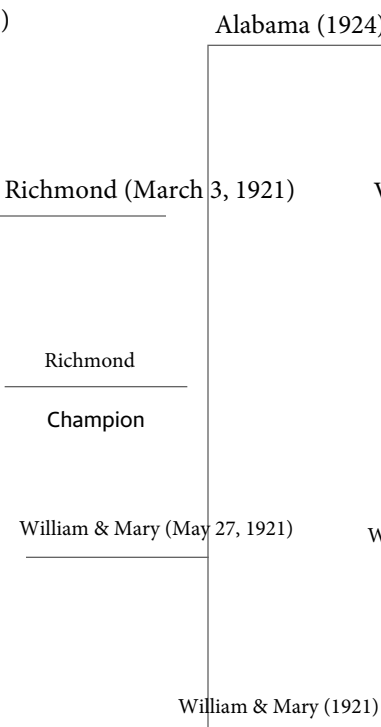 )
Alabama (1924)
Richmond (March 3, 1921)
W
Richmond
Champion
William & Mary (May 27, 1921)
W
William & Mary (1921)